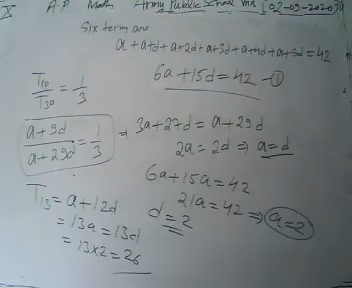 X A.P Math Army Public School (02-09-2020)
Six term are
a+a+d+a+2d+a+3d+a+4d+a+5d=42
T10/T30 = 1/3
6a+15d=42 -①
a+9d/a+29d = 1/3 ⇒ 3a+27d = a+29d
2a = 2d ⇒ a=d
6a+15a=42
21a=42 ⇒ a=2
d=2
T13 = a+12d
= 13a = 13d
= 13×2 = 26